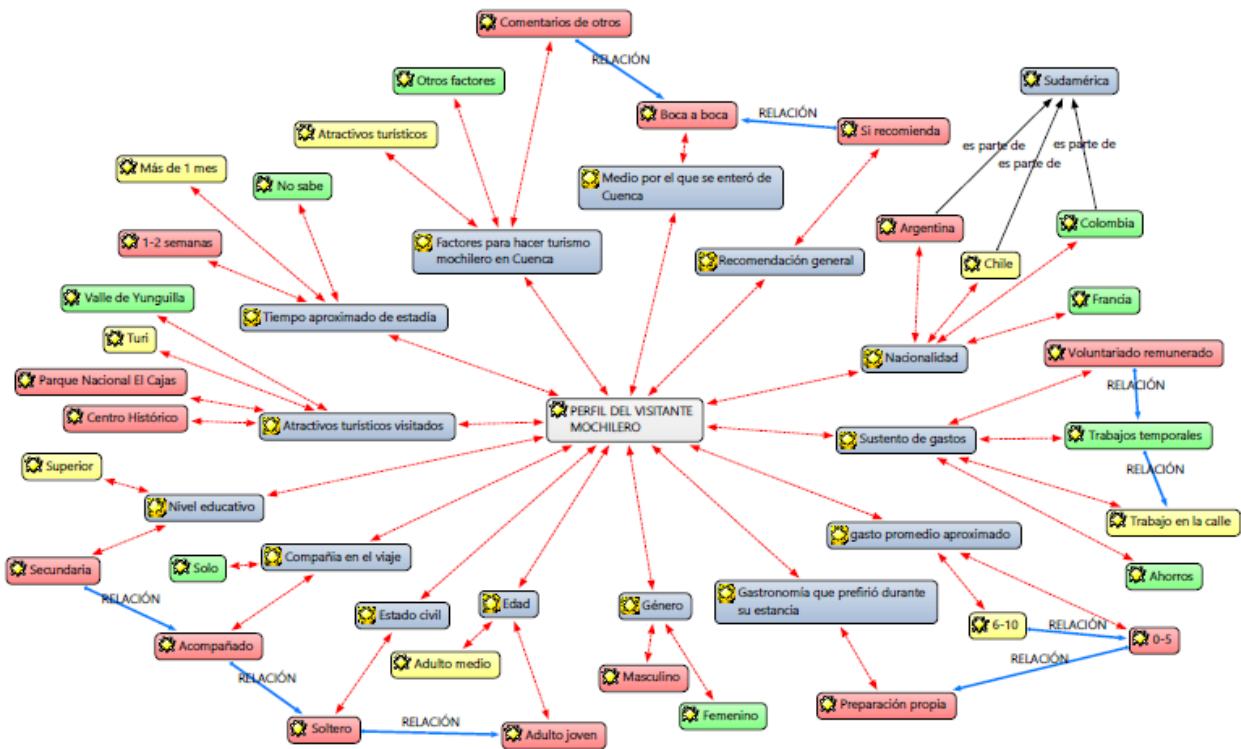 Comentarios de otros
RELACIÓN
Otros factores
Sudamérica
Atractivos turísticos
Boca a boca
RELACIÓN
Si recomienda
es parte de
es parte de
es parte de
Más de 1 mes
No sabe
Medio por el que se enteró de
Cuenca
1-2 semanas
Factores para hacer turismo
mochilero en Cuenca
Recomendación general
Argentina
Colombia
Chile
Valle de Yunguilla
Tiempo aproximado de estadía
Francia
Turi
Nacionalidad
Voluntariado remunerado
Parque Nacional El Cajas
RELACIÓN
Centro Histórico
Atractivos turísticos visitados
PERFIL DEL VISITANTE
MOCHILERO
Sustento de gastos
Trabajos temporales
RELACIÓN
Superior
Nivel educativo
Trabajo en la calle
gasto promedio aproximado
Secundaria
Solo
Compañía en el viaje
Ahorros
RELACIÓN
Estado civil
Edad
Género
Gastronomía que prefirió durante
su estancia
6-10
RELACIÓN
0-5
Acompañado
RELACIÓN
Adulto medio
Masculino
RELACIÓN
Preparación propia
Soltero
RELACIÓN
Adulto joven
Femenino